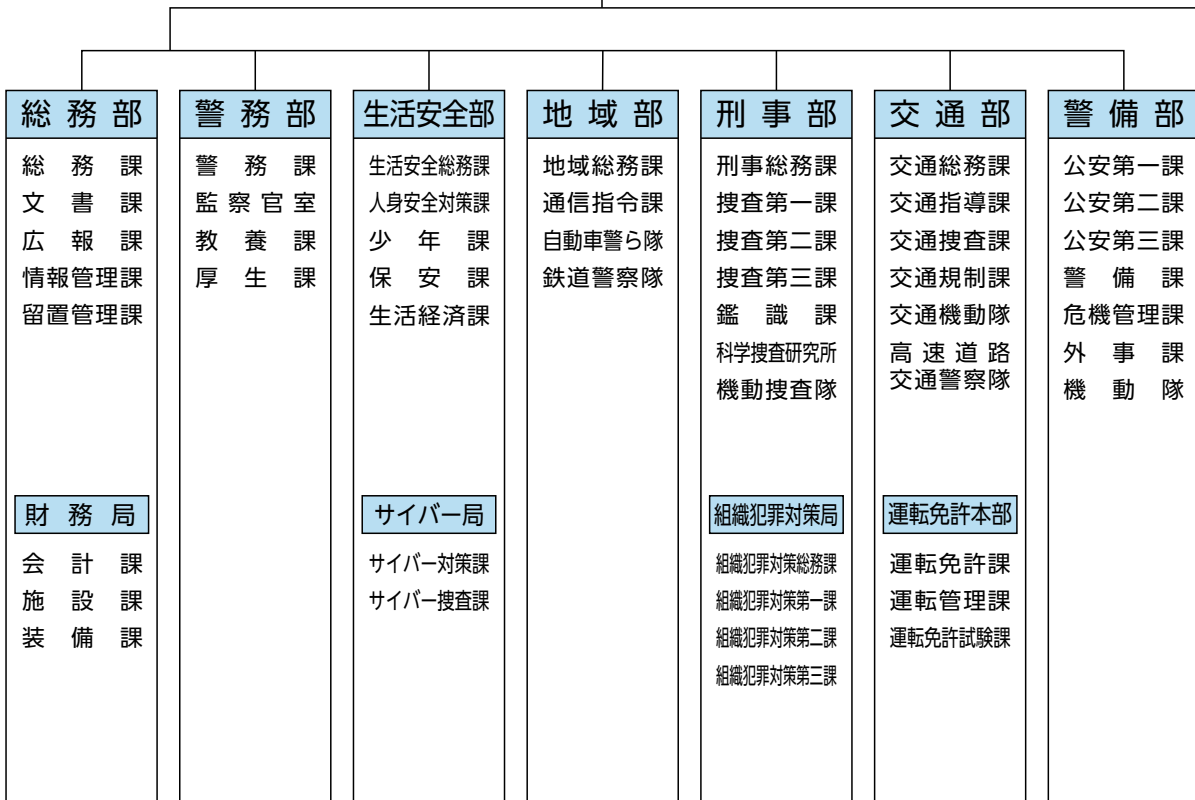 総務部
総務課
文書課
広報課
情報管理課
留置管理課
財務局
会計課
施設課
装備課
警務部
警務課
監察官室
教養課
厚生課
生活安全部
生活安全総務課
人身安全対策課
少年課
保安課
生活経済課
サイバー局
サイバー対策課
サイバー捜査課
地域部
地域総務課
通信指令課
自動車警ら隊
鉄道警察隊
刑事部
刑事総務課
捜査第一課
捜査第二課
捜査第三課
鑑識課
科学捜査研究所
機動捜査隊
組織犯罪対策局
組織犯罪対策総務課
組織犯罪対策第一課
組織犯罪対策第二課
組織犯罪対策第三課
交通部
交通総務課
交通指導課
交通捜査課
交通規制課
交通機動隊
高速道路
交通警察隊
運転免許本部
運転免許課
運転管理課
運転免許試験課
警備部
公安第一課
公安第二課
公安第三課
警備課
危機管理課
外事課
機動隊